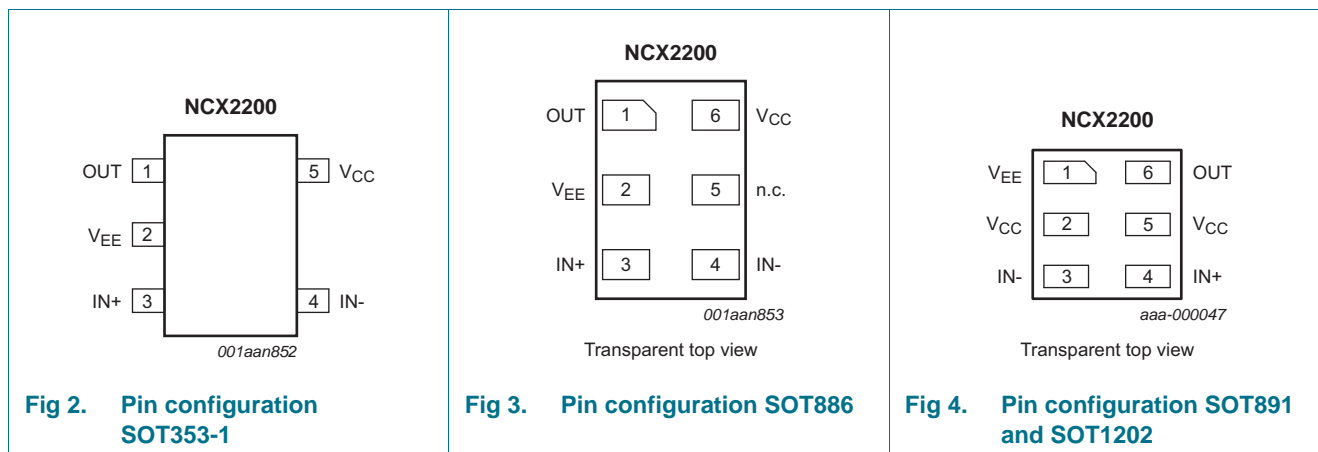 NCX2200
OUT 1 5 VCC
VEE 2
IN+ 3 4 IN-
001aan852
Fig 2. Pin configuration
SOT353-1
NCX2200
OUT 1 6 VCC
VEE 2 5 n.c.
IN+ 3 4 IN-
001aan853
Transparent top view
Fig 3. Pin configuration SOT886
NCX2200
VEE 1 6 OUT
VCC 2 5 VCC
IN- 3 4 IN+
aaa-000047
Transparent top view
Fig 4. Pin configuration SOT891
and SOT1202